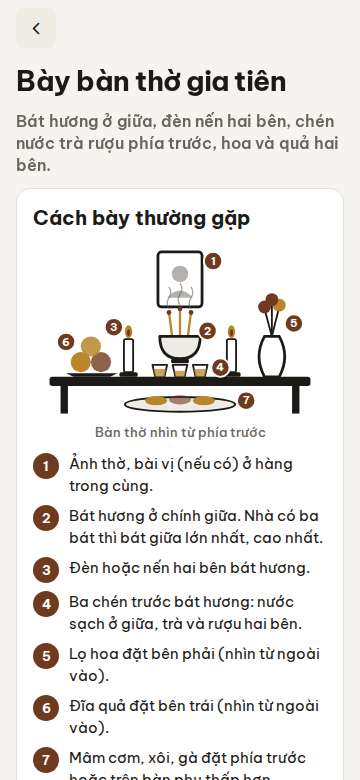 Bày bàn thờ gia tiên
Bát hương ở giữa, đèn nến hai bên, chén
nước trà rượu phía trước, hoa và quả hai
bên.
Cách bày thường gặp
1
2
3
4
5
6
7
Bàn thờ nhìn từ phía trước
1 Ảnh thờ, bài vị (nếu có) ở hàng
trong cùng.
2 Bát hương ở chính giữa. Nhà có ba
bát thì bát giữa lớn nhất, cao nhất.
3 Đèn hoặc nến hai bên bát hương.
4 Ba chén trước bát hương: nước
sạch ở giữa, trà và rượu hai bên.
5 Lọ hoa đặt bên phải (nhìn từ ngoài
vào).
6 Đĩa quả đặt bên trái (nhìn từ ngoài
vào).
7 Mâm cơm, xôi, gà đặt phía trước
hoặc trên bàn phụ thấp hơn